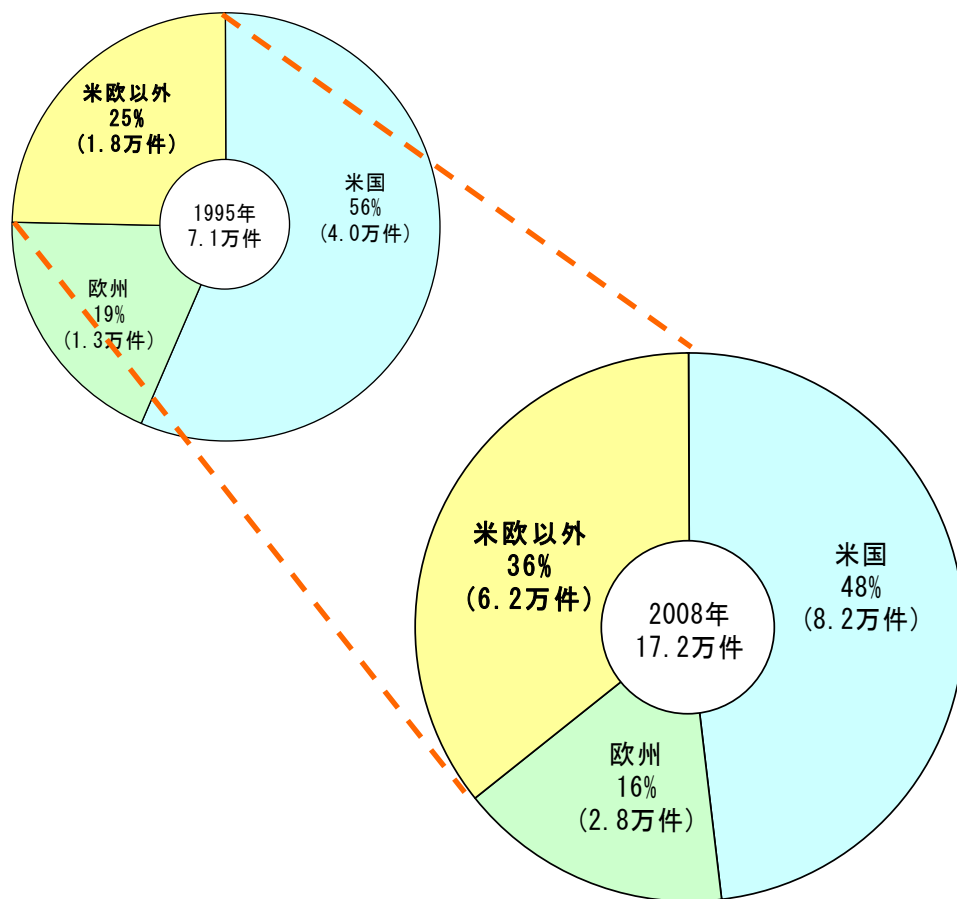 米欧以外
25%
(1.8万件)
米国
56%
(4.0万件)
1995年
7.1万件
欧州
19%
(1.3万件)
米欧以外
36%
(6.2万件)
米国
48%
(8.2万件)
2008年
17.2万件
欧州
16%
(2.8万件)